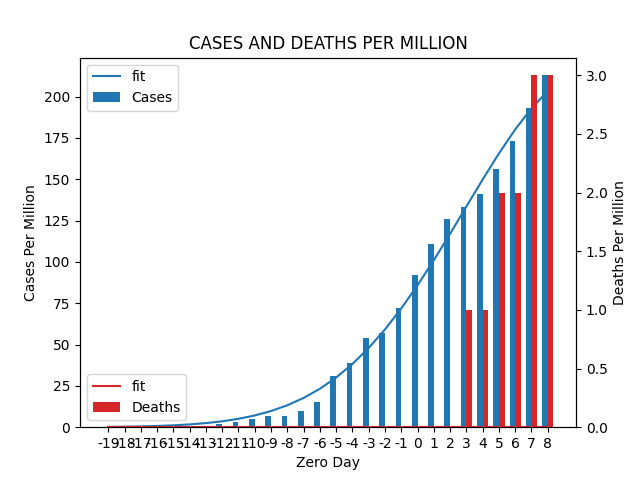 CASES AND DEATHS PER MILLION
fit
Cases
fit
Deaths
Cases Per Million
200
175
150
125
100
75
50
25
0
Deaths Per Million
3.0
2.5
2.0
1.5
1.0
0.5
0.0
-19 -18 -17 -16 -15 -14 -13 -12 -11 -10 -9 -8 -7 -6 -5 -4 -3 -2 -1 0 1 2 3 4 5 6 7 8
Zero Day